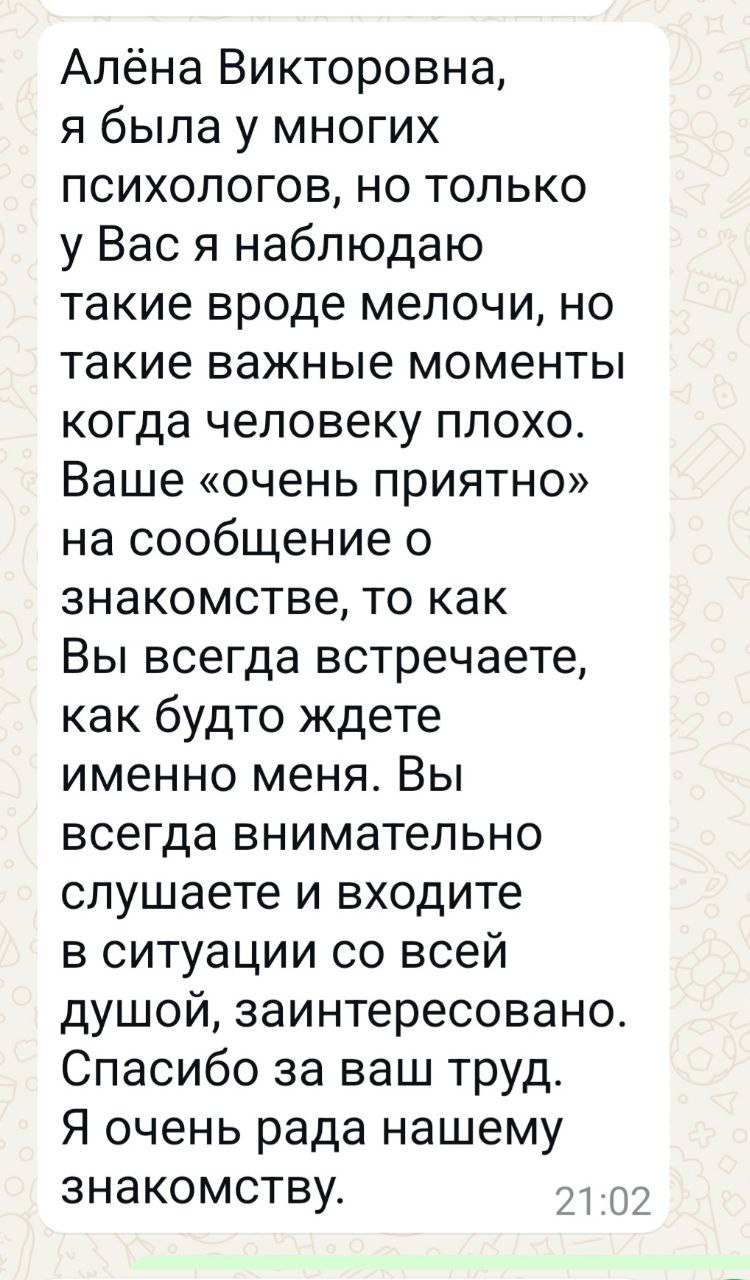 Алёна Викторовна,
я была у многих
психологов, но только
у Вас я наблюдаю
такие вроде мелочи, но
такие важные моменты
когда человеку плохо.
Ваше «очень приятно»
на сообщение о
знакомстве, то как
Вы всегда встречаете,
как будто ждете
именно меня. Вы
всегда внимательно
слушаете и входите
в ситуации со всей
душой, заинтересовано.
Спасибо за ваш труд.
Я очень рада нашему
знакомству.
21:02